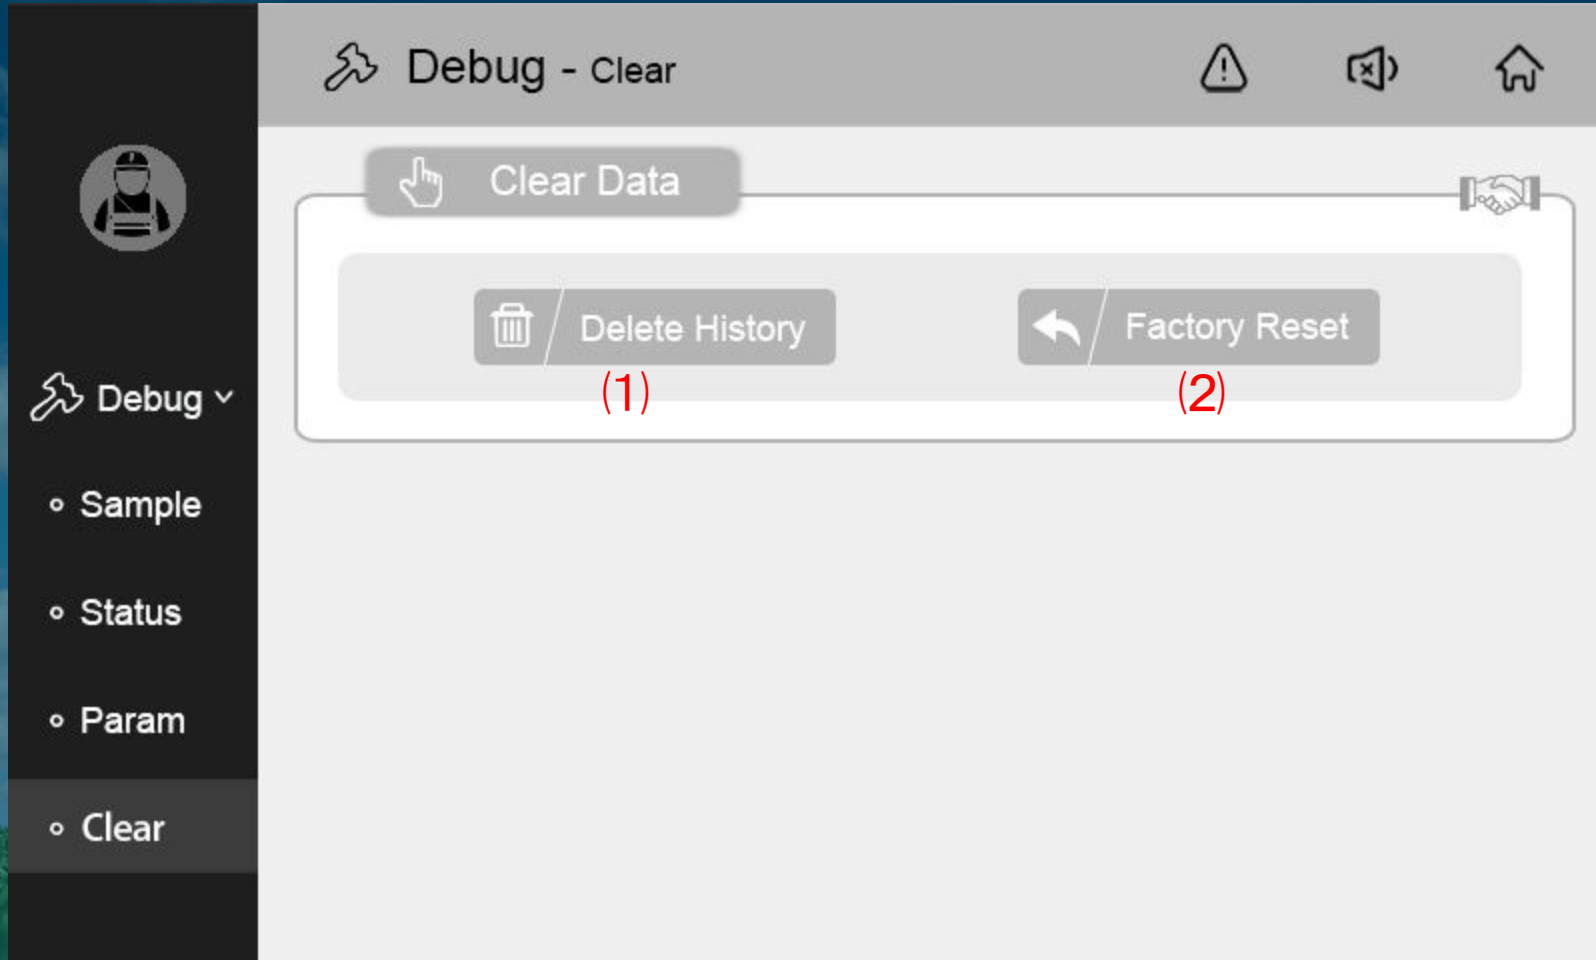 Debug - Clear
Clear Data
Delete History
Factory Reset
(1)
(2)
Debug
Sample
Status
Param
Clear